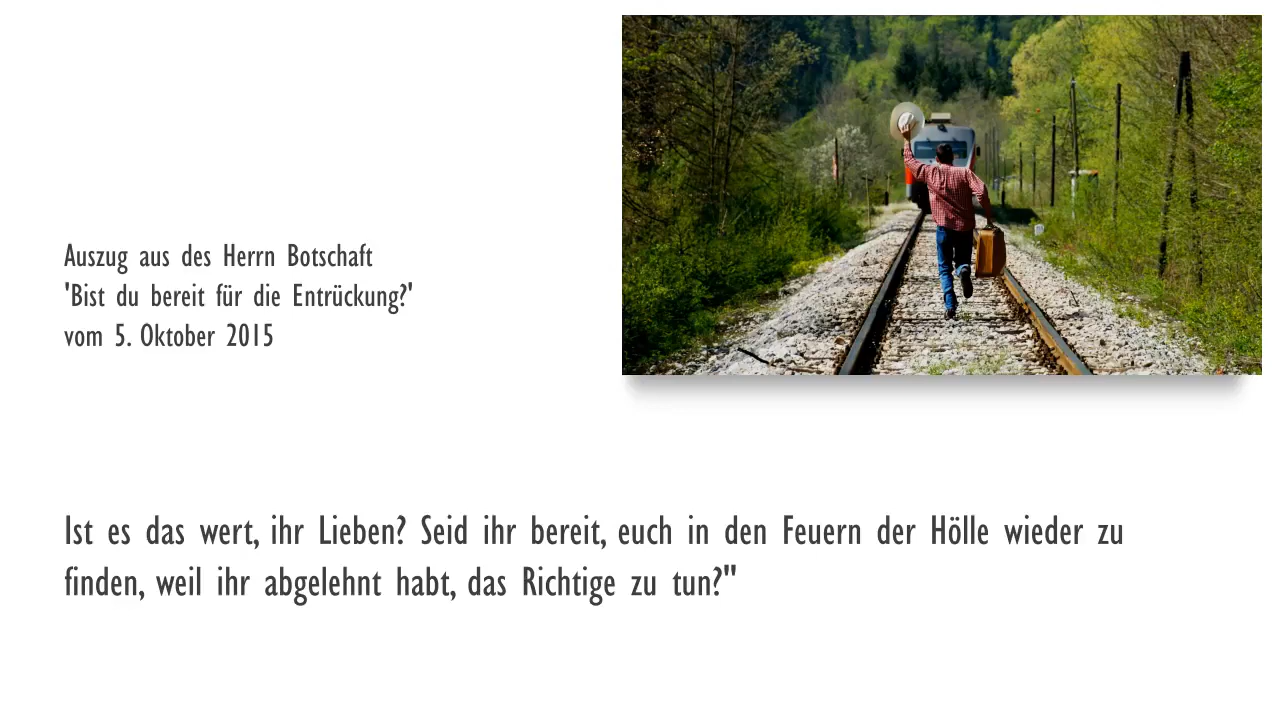 Auszug aus des Herrn Botschaft
'Bist du bereit für die Entrückung?'
vom 5. Oktober 2015
Ist es das wert, ihr Lieben? Seid ihr bereit, euch in den Feuern der Hölle wieder zu
finden, weil ihr abgelehnt habt, das Richtige zu tun?"